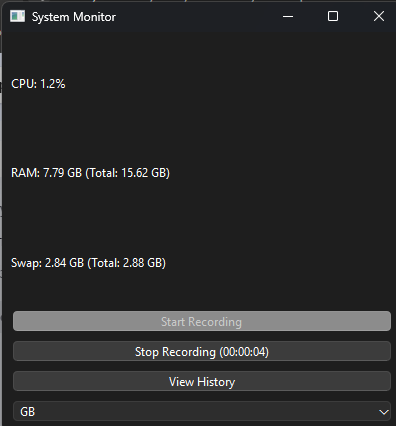 System Monitor
CPU: 1.2%
RAM: 7.79 GB (Total: 15.62 GB)
Swap: 2.84 GB (Total: 2.88 GB)
Start Recording
Stop Recording (00:00:04)
View History
GB